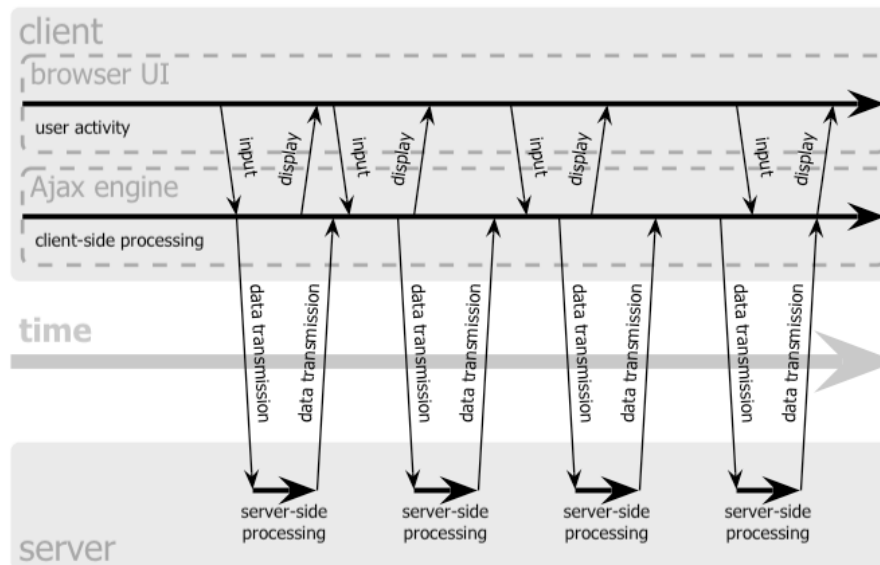 client
browser UI
user activity
input
display
input
display
input
display
input
display
Ajax engine
client-side processing
data transmission
data transmission
data transmission
data transmission
data transmission
data transmission
data transmission
data transmission
time
server-side
processing
server-side
processing
server-side
processing
server-side
processing
server